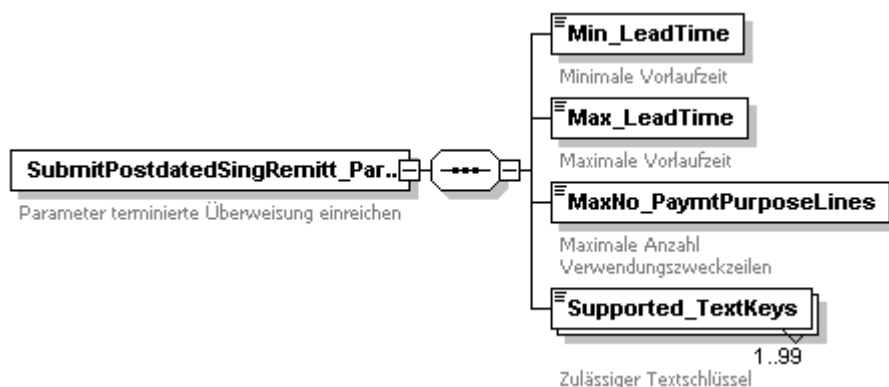 Min_LeadTime
Minimale Vorlaufzeit
Max_LeadTime
Maximale Vorlaufzeit
SubmitPostdatedSingRemitt_Par..
Parameter terminierte Überweisung einreichen
MaxNo_PaymtPurposeLines
Maximale Anzahl
Verwendungszweckzeilen
Supported_TextKeys
1..99
Zulässiger Textschlüssel